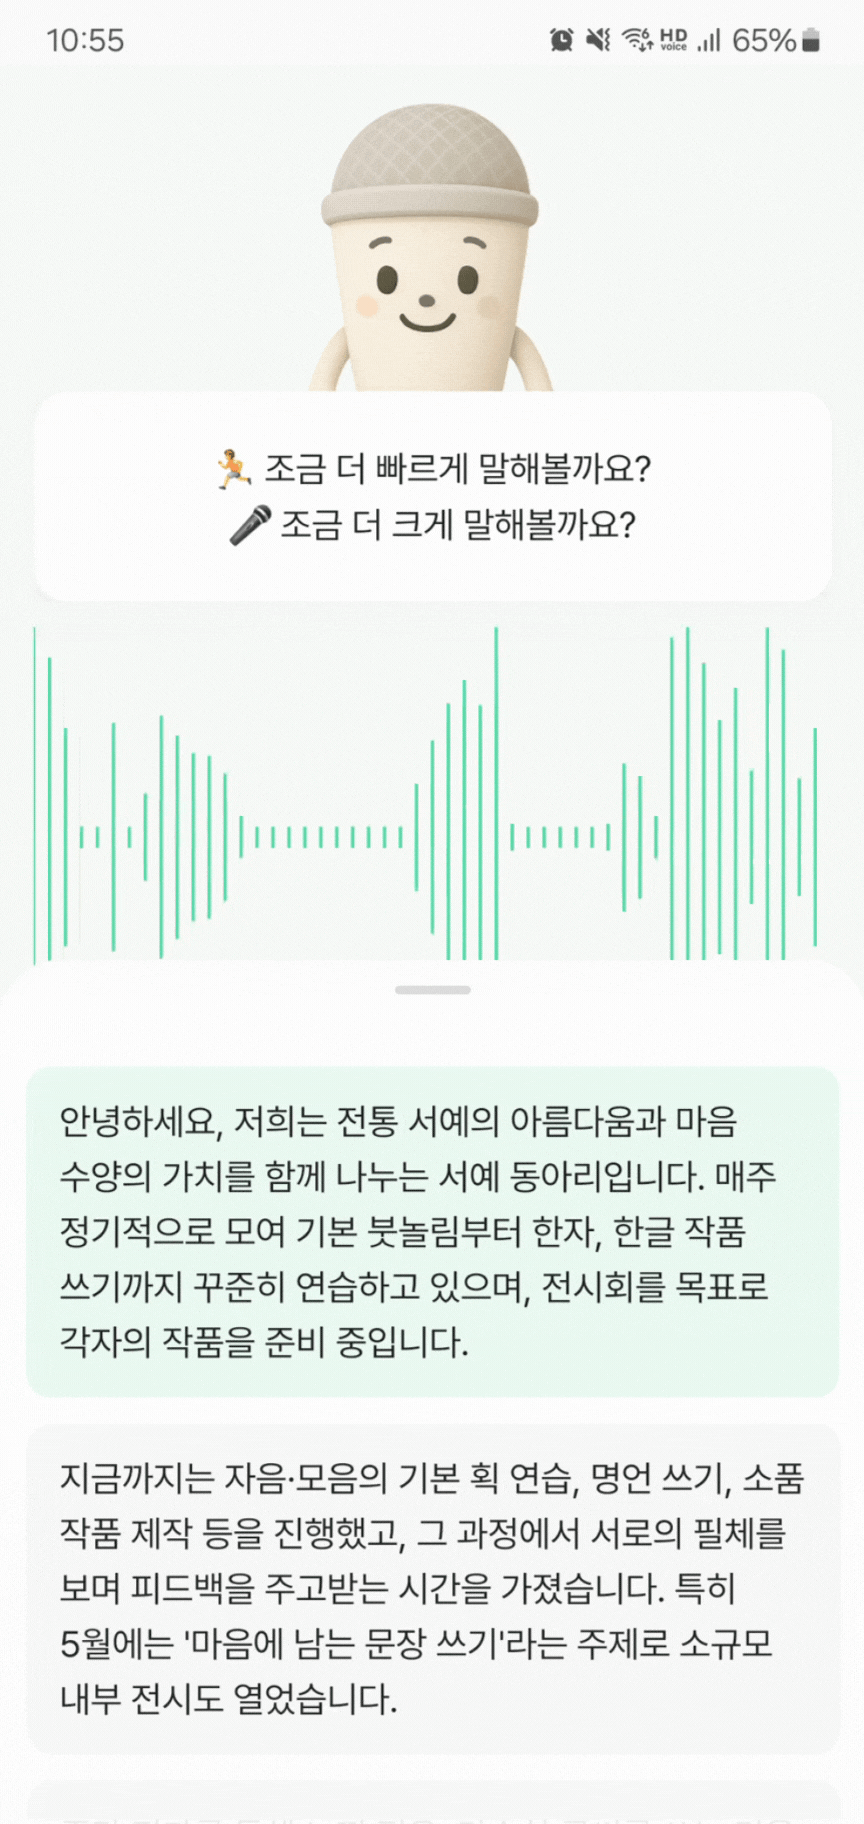 10:55
HD voice
65%
🏃 조금 더 빠르게 말해볼까요?
🎤 조금 더 크게 말해볼까요?
안녕하세요, 저희는 전통 서예의 아름다움과 마음
수양의 가치를 함께 나누는 서예 동아리입니다. 매주
정기적으로 모여 기본 붓놀림부터 한자, 한글 작품
쓰기까지 꾸준히 연습하고 있으며, 전시회를 목표로
각자의 작품을 준비 중입니다.
지금까지는 자음·모음의 기본 획 연습, 명언 쓰기, 소품
작품 제작 등을 진행했고, 그 과정에서 서로의 필체를
보며 피드백을 주고받는 시간을 가졌습니다. 특히
5월에는 '마음에 남는 문장 쓰기'라는 주제로 소규모
내부 전시도 열었습니다.